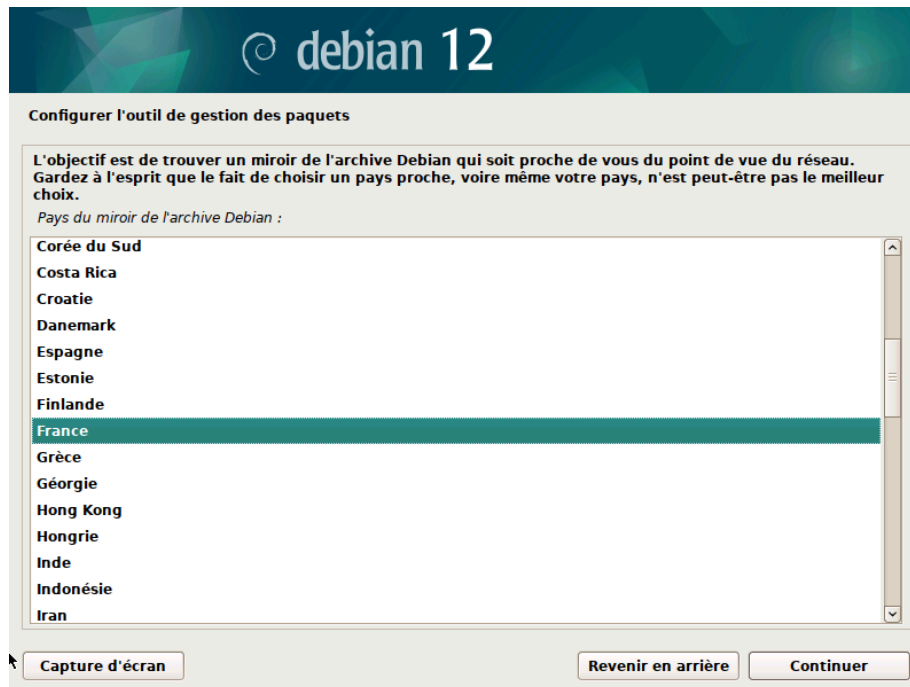 debian 12
Configurer l'outil de gestion des paquets
L'objectif est de trouver un miroir de l'archive Debian qui soit proche de vous du point de vue du réseau.
Gardez à l'esprit que le fait de choisir un pays proche, voire même votre pays, n'est peut-être pas le meilleur
choix.
Pays du miroir de l'archive Debian :
Corée du Sud
Costa Rica
Croatie
Danemark
Espagne
Estonie
Finlande
France
Grèce
Géorgie
Hong Kong
Hongrie
Inde
Indonésie
Iran
Capture d'écran
Revenir en arrière
Continuer